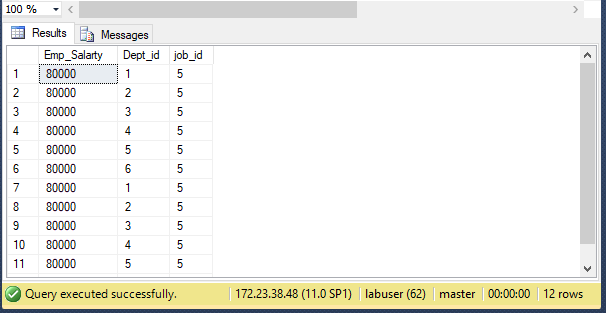 100 %
Results Messages
Emp_Salarty Dept_id job_id
1 80000 1 5
2 80000 2 5
3 80000 3 5
4 80000 4 5
5 80000 5 5
6 80000 6 5
7 80000 1 5
8 80000 2 5
9 80000 3 5
10 80000 4 5
11 80000 5 5
Query executed successfully. 172.23.38.48 (11.0 SP1) labuser (62) master 00:00:00 12 rows